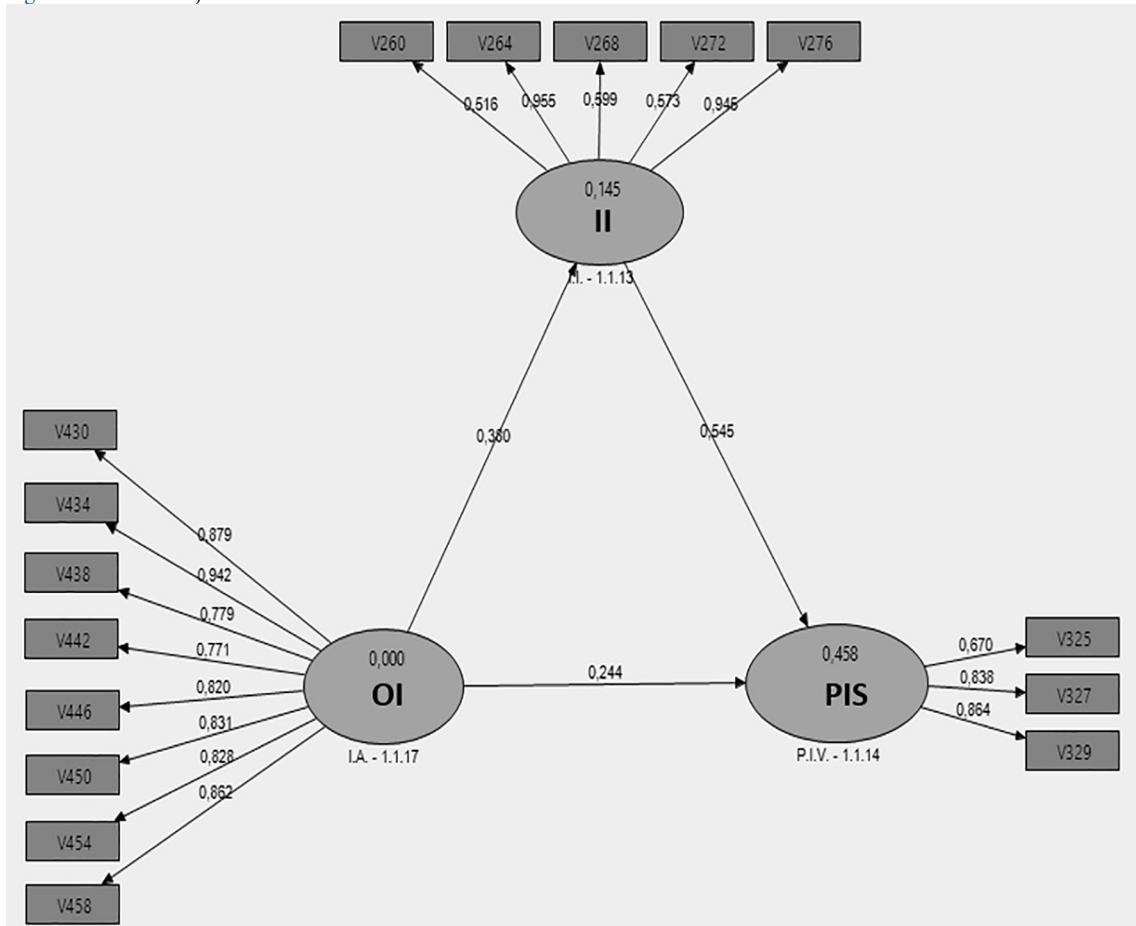 V260 V264 V268 V272 V276
0,516 0,955 0,599 0,573 0,945
0,145
II
I.I. - 1.1.13
0,380 0,545
V430
V434
V438
V442
V446
V450
V454
V458
0,879
0,942
0,779
0,771
0,820
0,831
0,828
0,862
0,000
OI
I.A. - 1.1.17
0,244
0,458
PIS
P.I.V. - 1.1.14
0,670
0,838
0,864
V325
V327
V329